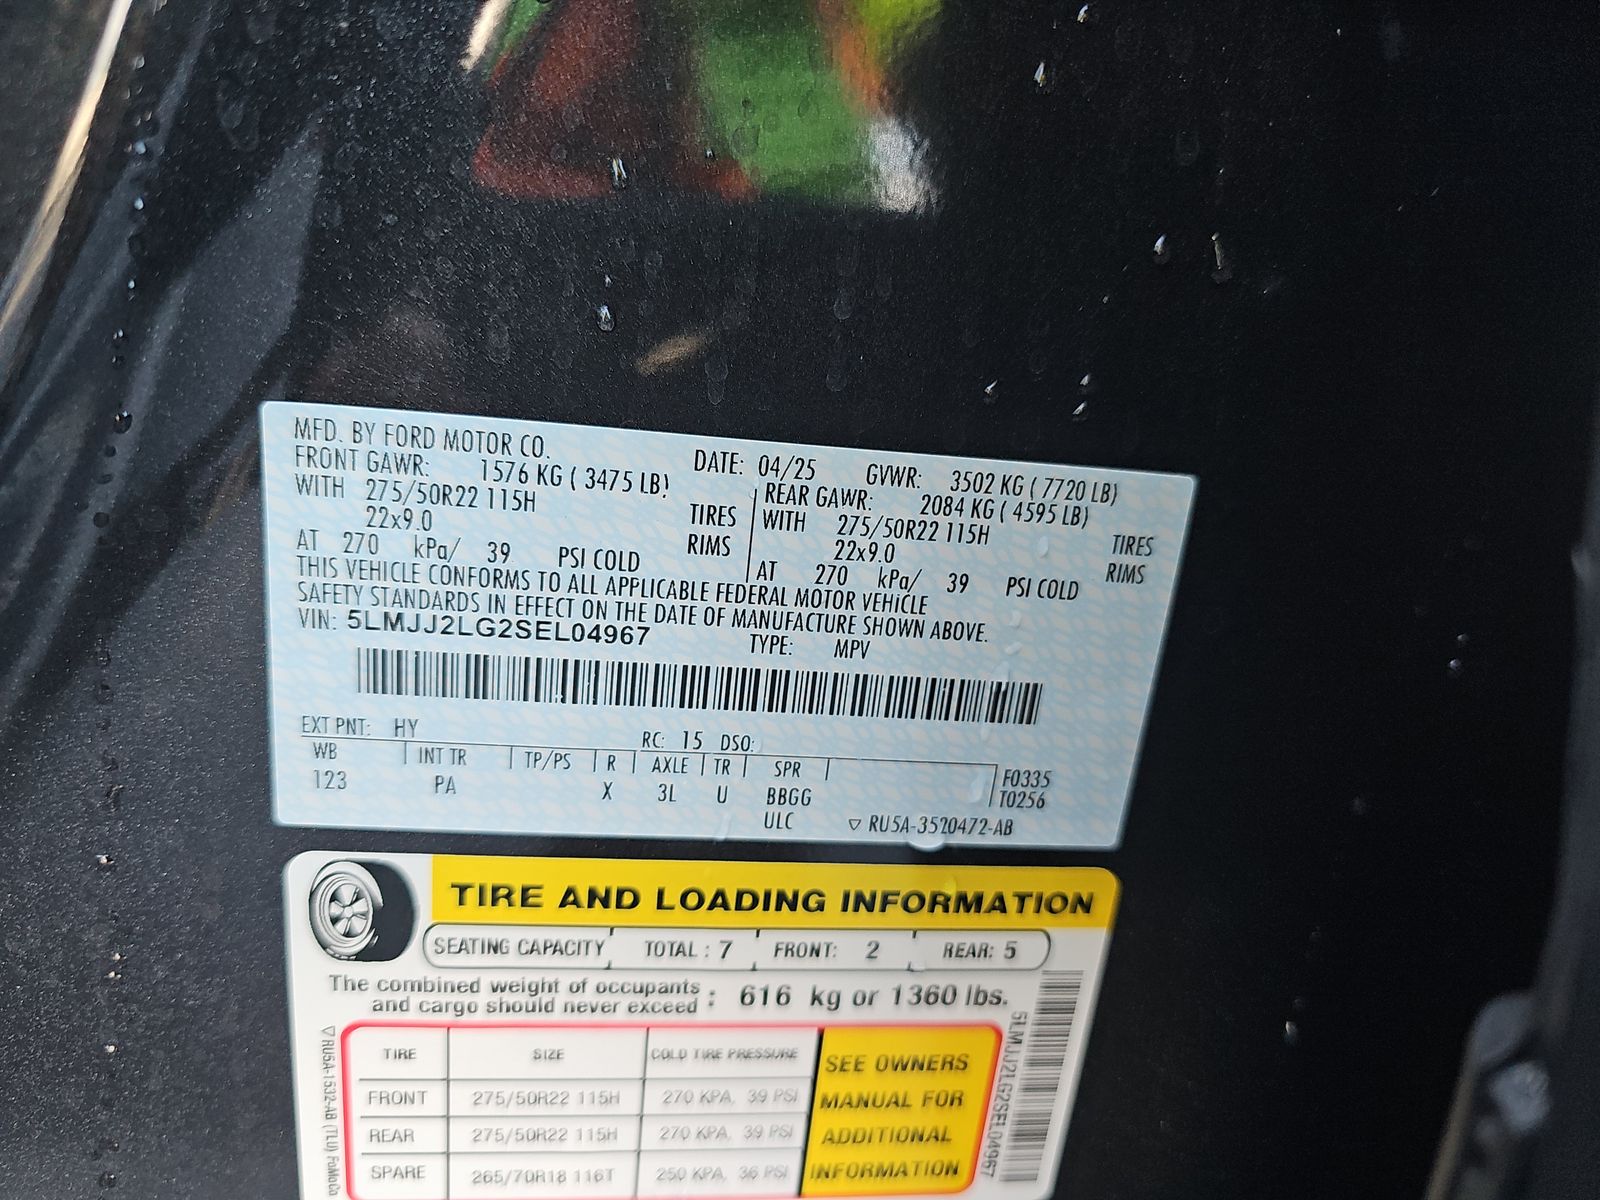 MFD. BY FORD MOTOR CO. DATE: 04/25 GVWR: 3502 KG ( 7720 LB)
FRONT GAWR: 1576 KG ( 3475 LB) REAR GAWR: 2084 KG ( 4595 LB)
WITH 275/50R22 115H TIRES WITH 275/50R22 115H TIRES
22x9.0 RIMS 22x9.0 RIMS
AT 270 kPa/ 39 PSI COLD AT 270 kPa/ 39 PSI COLD
THIS VEHICLE CONFORMS TO ALL APPLICABLE FEDERAL MOTOR VEHICLE
SAFETY STANDARDS IN EFFECT ON THE DATE OF MANUFACTURE SHOWN ABOVE.
VIN: 5LMJJ2LG2SEL04967 TYPE: MPV
EXT PNT: HY RC: 15 DSO:
WB INT TR TP/PS R AXLE TR SPR F0335
123 PA X 3L U BBGG T0256
ULC ▽ RU5A-3520472-AB
TIRE AND LOADING INFORMATION
SEATING CAPACITY TOTAL : 7 FRONT: 2 REAR: 5
The combined weight of occupants
and cargo should never exceed : 616 kg or 1360 lbs.
TIRE SIZE COLD TIRE PRESSURE
FRONT 275/50R22 115H 270 KPA, 39 PSI
REAR 275/50R22 115H 270 KPA, 39 PSI
SPARE 265/70R18 116T 250 KPA, 36 PSI
SEE OWNERS
MANUAL FOR
ADDITIONAL
INFORMATION
5LMJJ2LG2SEL04967
▽RU5A-1532-AB (TLU) FoMoCo